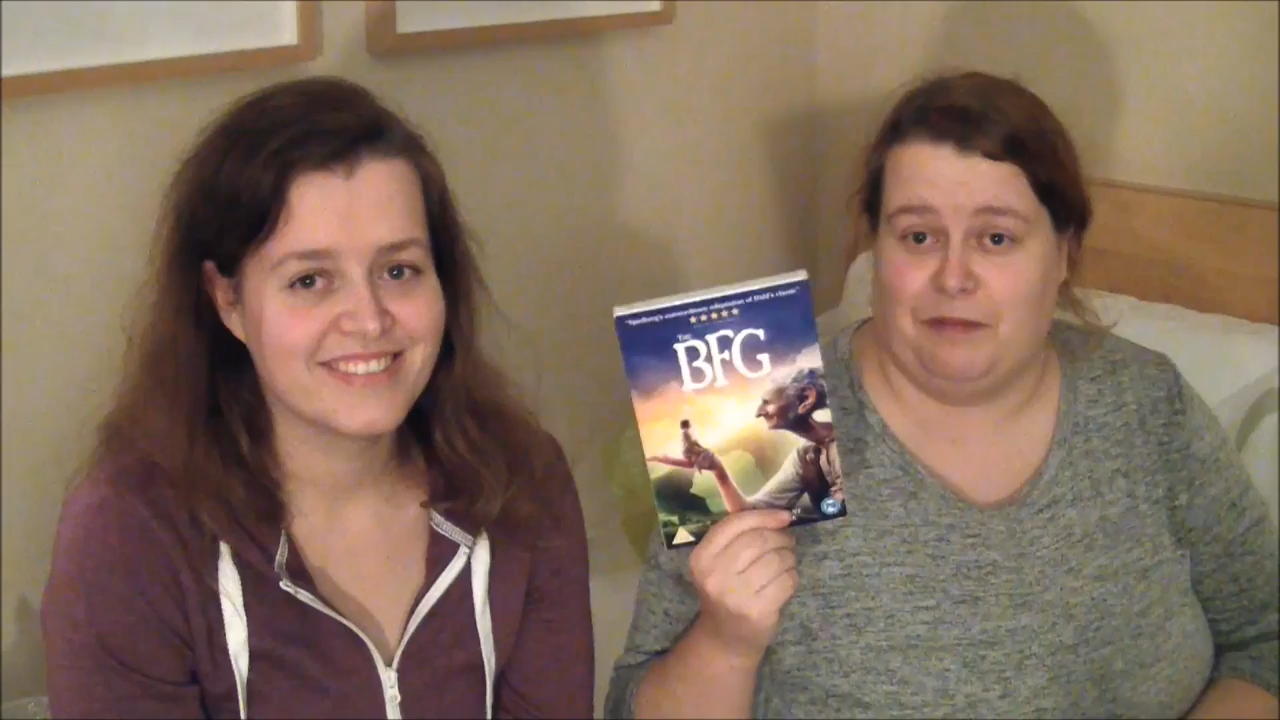 "Spielberg's extraordinary adaptation of Dahl's classic"
THE
BFG